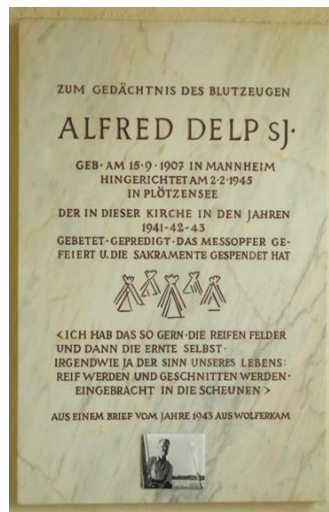 ZUM GEDÄCHTNIS DES BLUTZEUGEN
ALFRED DELP SJ·
GEB·AM 15·9·1907 IN MANNHEIM
HINGERICHTET AM 2·2·1945
IN PLÖTZENSEE
DER IN DIESER KIRCHE IN DEN JAHREN
1941-42-43
GEBETET·GEPREDIGT·DAS MESSOPFER GE-
FEIERT U. DIE SAKRAMENTE GESPENDET HAT
<ICH HAB DAS SO GERN·DIE REIFEN FELDER
UND DANN DIE ERNTE SELBST·
IRGENDWIE JA DER SINN UNSERES LEBENS:
REIF WERDEN UND GESCHNITTEN WERDEN·
EINGEBRACHT IN DIE SCHEUNEN>
AUS EINEM BRIEF VOM JAHRE 1943 AUS WOLFERKAM